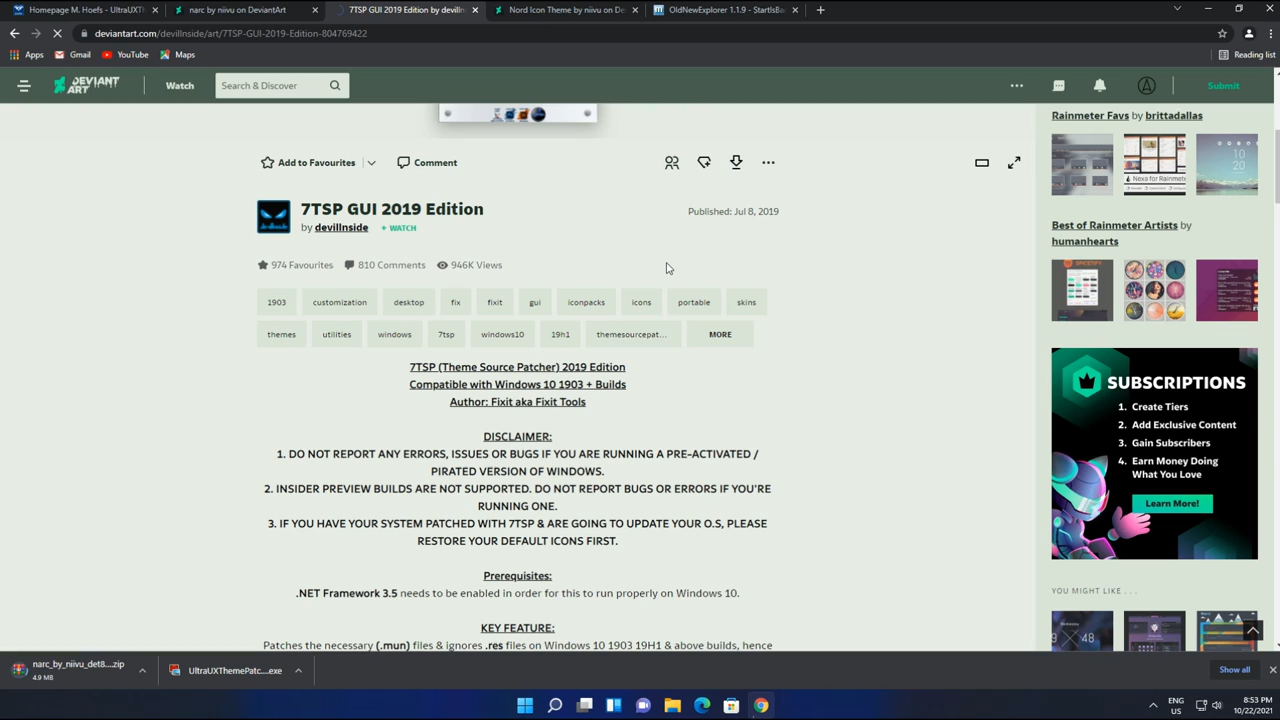 Homepage M. Hoefs - UltraUXTh
narc by niivu on DeviantArt
7TSP GUI 2019 Edition by devilIn
Nord Icon Theme by niivu on De
OldNewExplorer 1.1.9 - StartIsBa
deviantart.com/devillnside/art/7TSP-GUI-2019-Edition-804769422
Apps
Gmail
YouTube
Maps
Reading list
DEVIANT ART
Watch
Search & Discover
Submit
Rainmeter Favs by brittadallas
Nexa for Rainmete
10
20
Add to Favourites
Comment
7TSP GUI 2019 Edition
by devilInside + WATCH
Published: Jul 8, 2019
Best of Rainmeter Artists by
humanhearts
974 Favourites
810 Comments
946K Views
1903
customization
desktop
fix
fixit
gui
iconpacks
icons
portable
skins
themes
utilities
windows
7tsp
windows10
19h1
themesourcepat...
MORE
7TSP (Theme Source Patcher) 2019 Edition
Compatible with Windows 10 1903 + Builds
Author: Fixit aka Fixit Tools
DISCLAIMER:
1. DO NOT REPORT ANY ERRORS, ISSUES OR BUGS IF YOU ARE RUNNING A PRE-ACTIVATED /
PIRATED VERSION OF WINDOWS.
2. INSIDER PREVIEW BUILDS ARE NOT SUPPORTED. DO NOT REPORT BUGS OR ERRORS IF YOU'RE
RUNNING ONE.
3. IF YOU HAVE YOUR SYSTEM PATCHED WITH 7TSP & ARE GOING TO UPDATE YOUR O.S, PLEASE
RESTORE YOUR DEFAULT ICONS FIRST.
Prerequisites:
.NET Framework 3.5 needs to be enabled in order for this to run properly on Windows 10.
KEY FEATURE:
Patches the necessary (.mun) files & ignores .res files on Windows 10 1903 19H1 & above builds, hence
SUBSCRIPTIONS
1. Create Tiers
2. Add Exclusive Content
3. Gain Subscribers
4. Earn Money Doing
What You Love
Learn More!
YOU MIGHT LIKE . . .
48
narc_by_niivu_det8....zip
4.9 MB
UltraUXThemePatc....exe
Show all
ENG
US
8:53 PM
10/22/2021